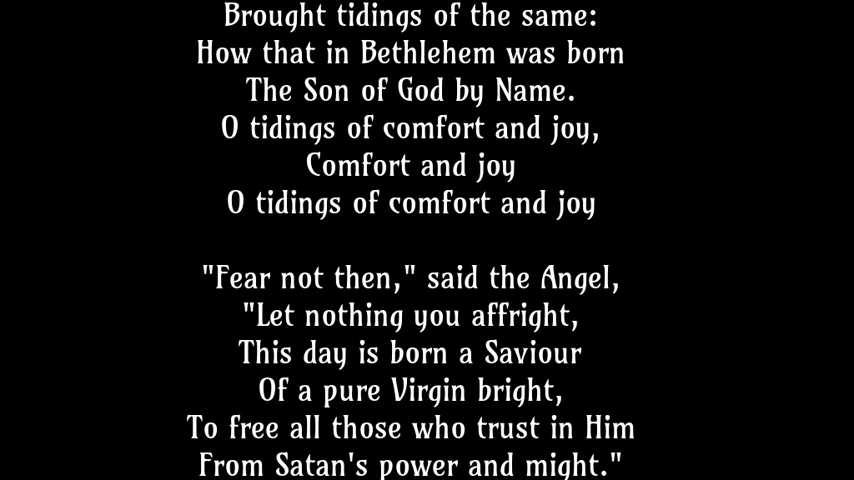 Brought tidings of the same:
How that in Bethlehem was born
The Son of God by Name.
O tidings of comfort and joy,
Comfort and joy
O tidings of comfort and joy
"Fear not then," said the Angel,
"Let nothing you affright,
This day is born a Saviour
Of a pure Virgin bright,
To free all those who trust in Him
From Satan's power and might."